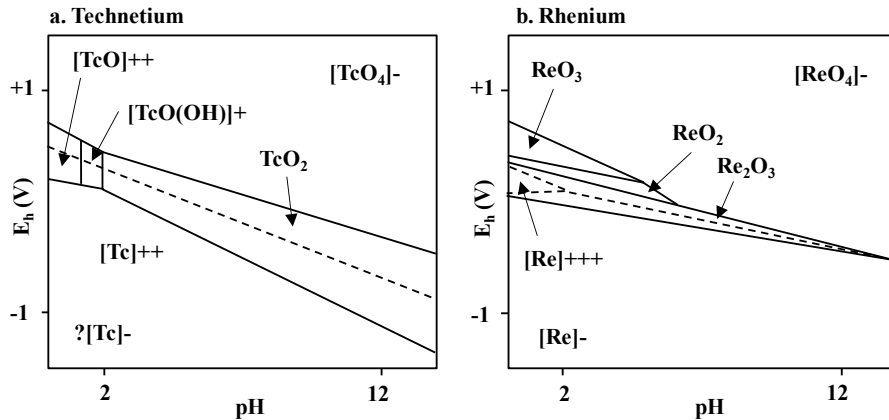 a. Technetium
[TcO]++
[TcO4]-
+1
[TcO(OH)]+
TcO2
Eh (V)
[Tc]++
-1
?[Tc]-
2
12
pH
b. Rhenium
ReO3
[ReO4]-
+1
ReO2
Re2O3
Eh (V)
[Re]+++
-1
[Re]-
2
12
pH